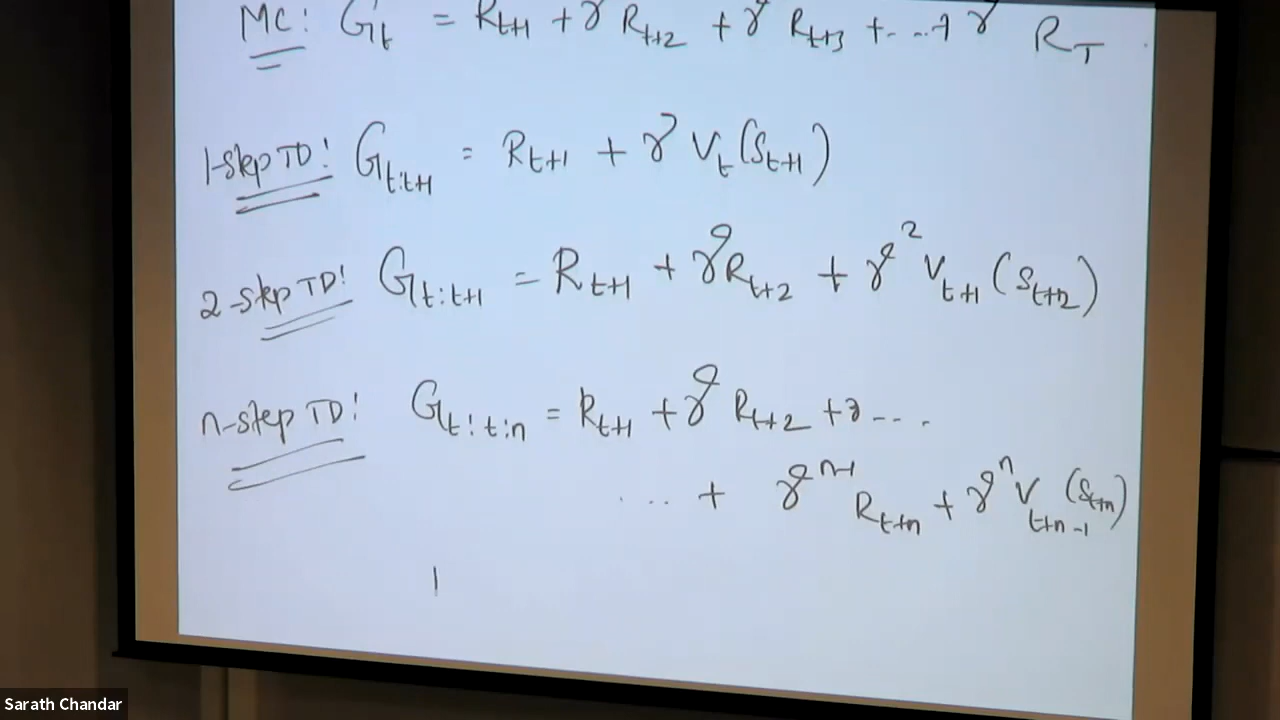 MC: G_t = R_{t+1} + γ R_{t+2} + γ R_{t+3} + ... + γ R_T
1-step TD: G_{t:t+1} = R_{t+1} + γ V_t(S_{t+1})
2-step TD: G_{t:t+1} = R_{t+1} + γ R_{t+2} + γ² V_{t+1}(S_{t+2})
n-step TD: G_{t:t:n} = R_{t+1} + γ R_{t+2} + γ ....
... + γ^{n-1} R_{t+n} + γ^n V_{t+n-1}(S_{t+n})
Sarath Chandar